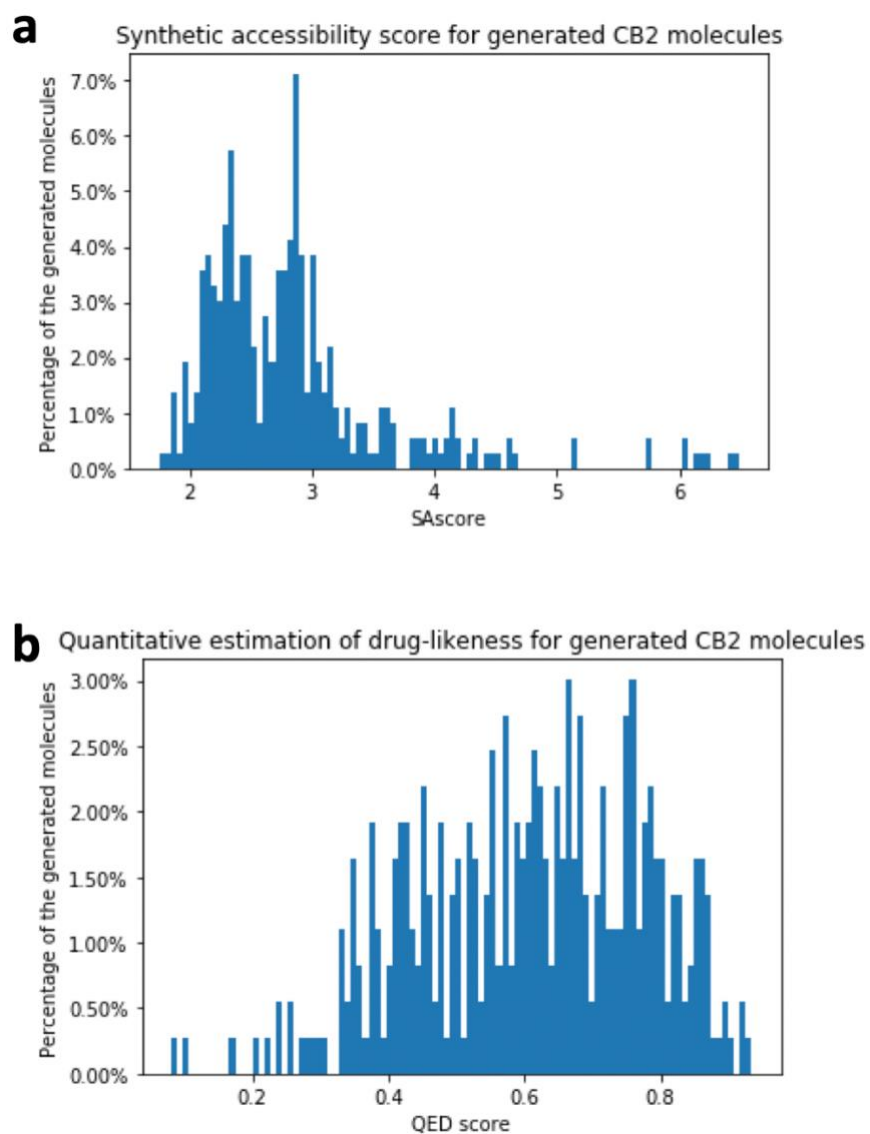 a
Synthetic accessibility score for generated CB2 molecules
Percentage of the generated molecules
7.0%
6.0%
5.0%
4.0%
3.0%
2.0%
1.0%
0.0%
2 3 4 5 6
SAscore
b
Quantitative estimation of drug-likeness for generated CB2 molecules
Percentage of the generated molecules
3.00%
2.50%
2.00%
1.50%
1.00%
0.50%
0.00%
0.2 0.4 0.6 0.8
QED score